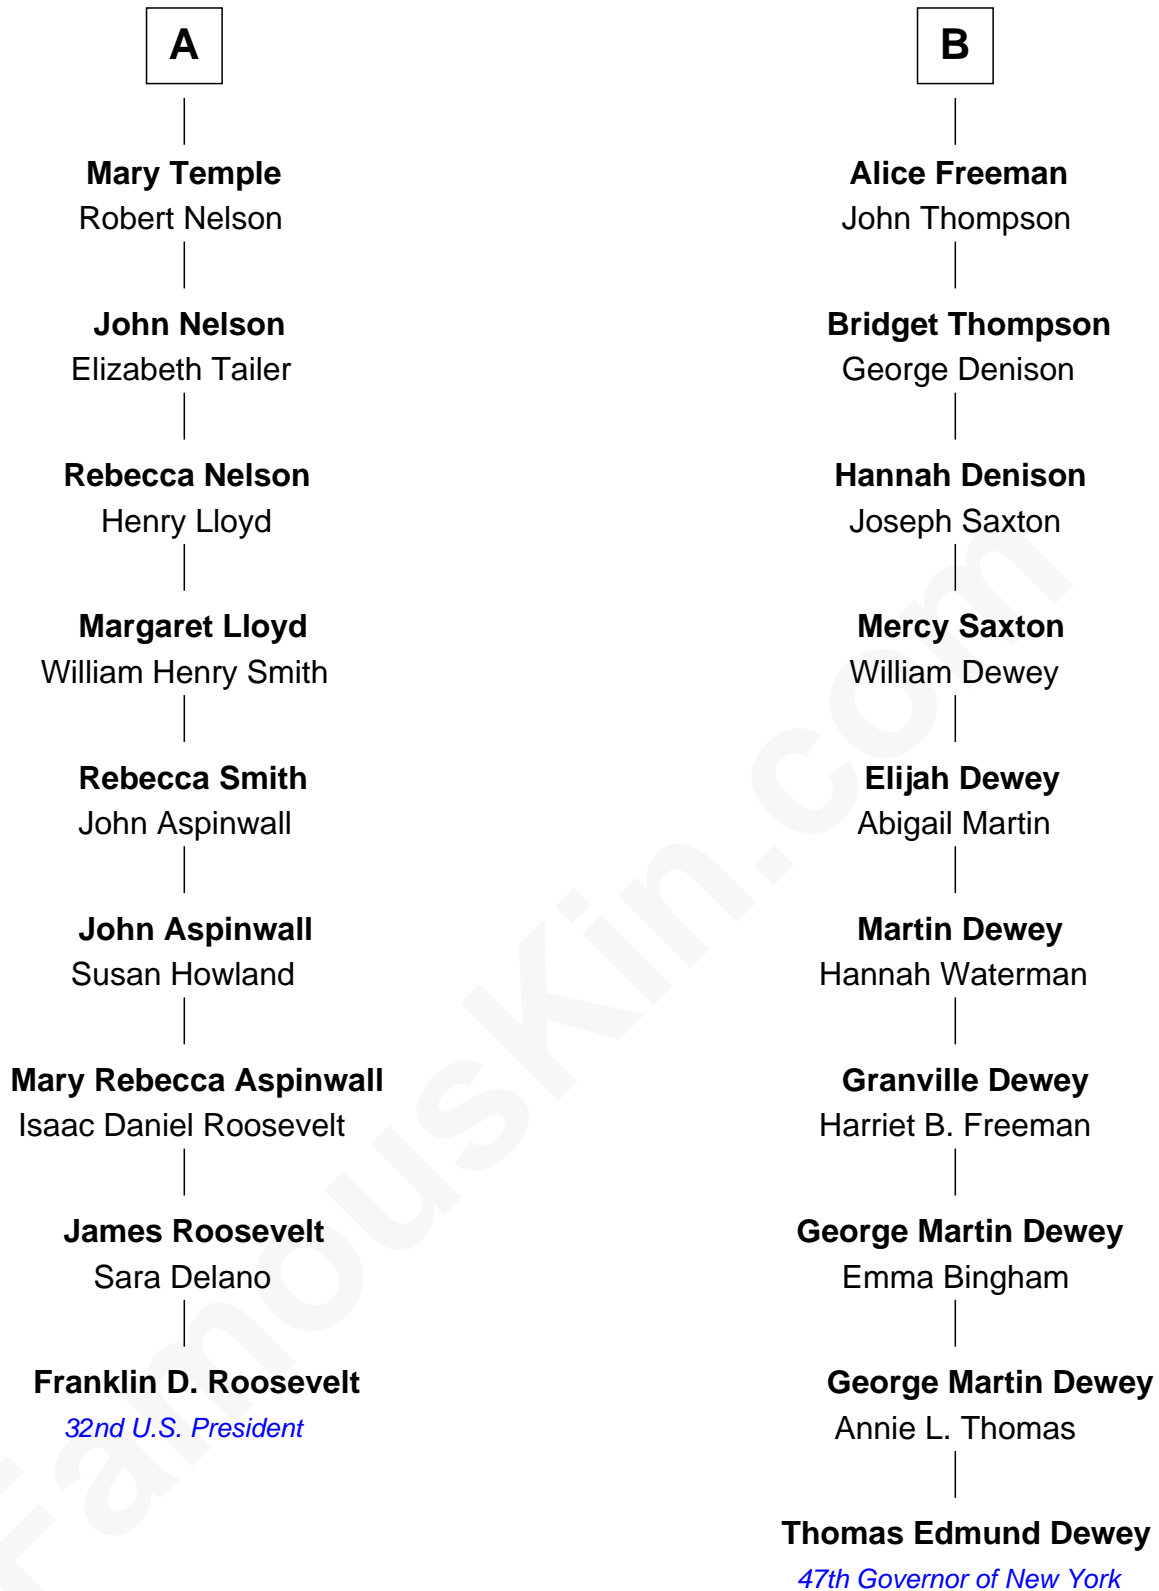 A
Mary Temple
Robert Nelson
John Nelson
Elizabeth Tailer
Rebecca Nelson
Henry Lloyd
Margaret Lloyd
William Henry Smith
Rebecca Smith
John Aspinwall
John Aspinwall
Susan Howland
Mary Rebecca Aspinwall
Isaac Daniel Roosevelt
James Roosevelt
Sara Delano
Franklin D. Roosevelt
32nd U.S. President
B
Alice Freeman
John Thompson
Bridget Thompson
George Denison
Hannah Denison
Joseph Saxton
Mercy Saxton
William Dewey
Elijah Dewey
Abigail Martin
Martin Dewey
Hannah Waterman
Granville Dewey
Harriet B. Freeman
George Martin Dewey
Emma Bingham
George Martin Dewey
Annie L. Thomas
Thomas Edmund Dewey
47th Governor of New York
FamousKin.com